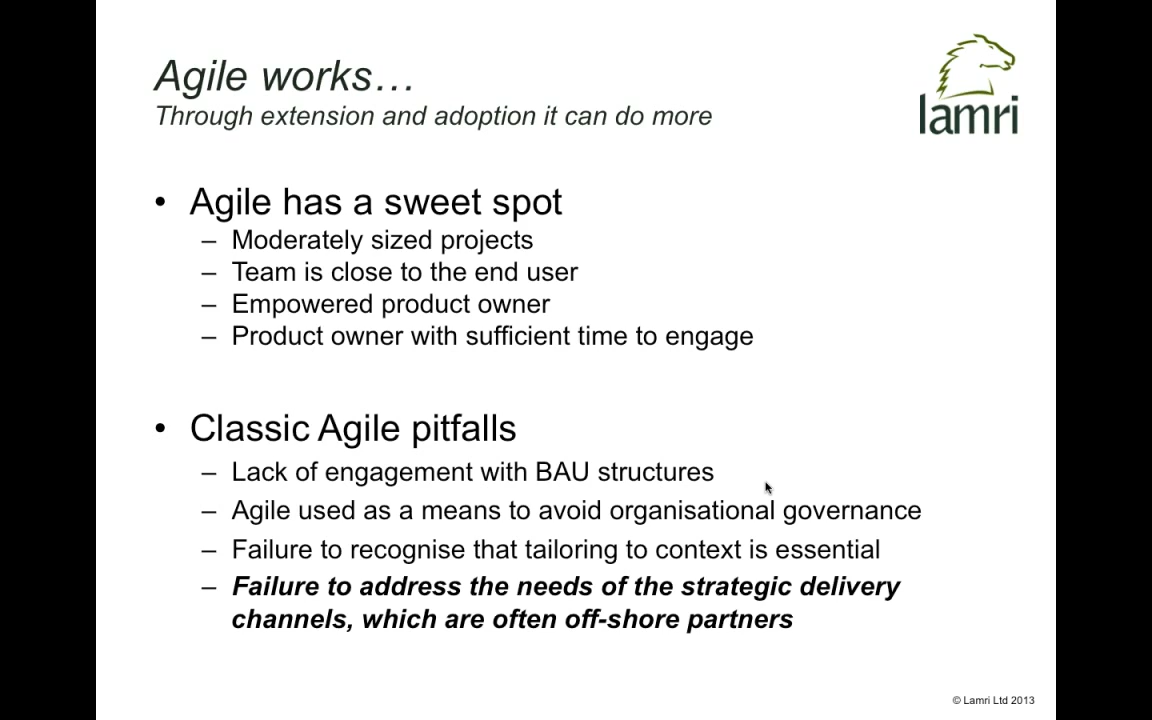 Agile works…
Through extension and adoption it can do more
lamri
• Agile has a sweet spot
– Moderately sized projects
– Team is close to the end user
– Empowered product owner
– Product owner with sufficient time to engage
• Classic Agile pitfalls
– Lack of engagement with BAU structures
– Agile used as a means to avoid organisational governance
– Failure to recognise that tailoring to context is essential
– Failure to address the needs of the strategic delivery
channels, which are often off-shore partners
© Lamri Ltd 2013